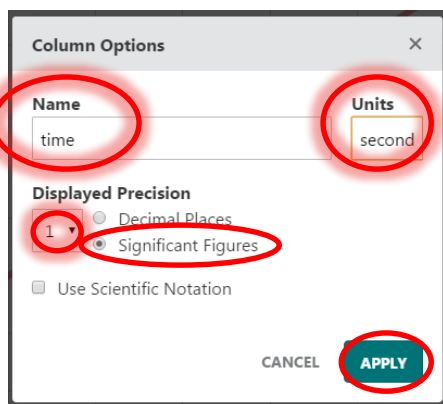 Column Options ×
Name Units
time second
Displayed Precision
1 Decimal Places
Significant Figures
Use Scientific Notation
CANCEL APPLY